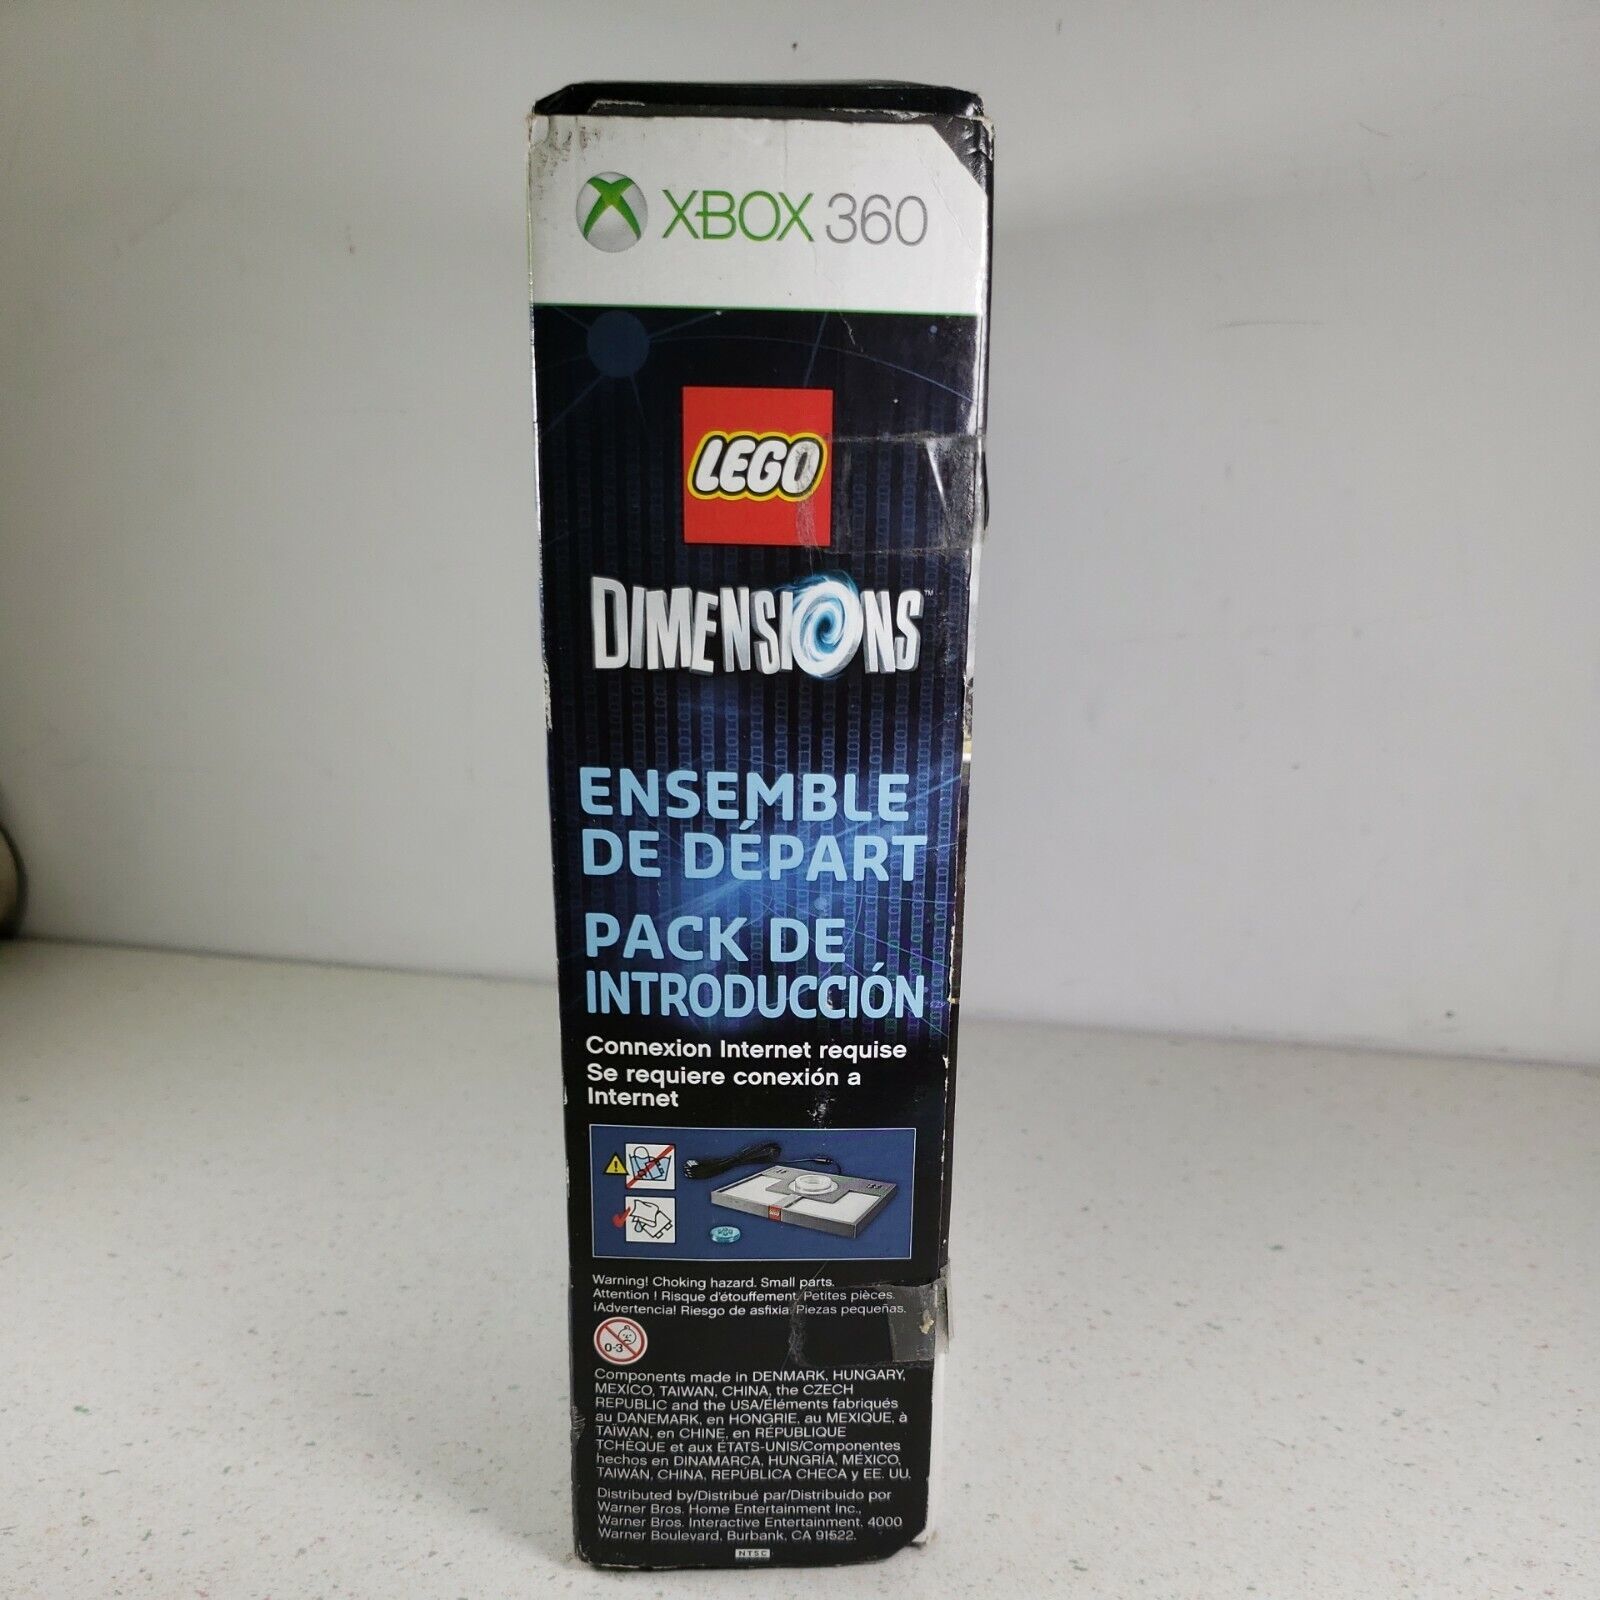 XBOX 360
LEGO
DIMENSIONS™
ENSEMBLE
DE DÉPART
PACK DE
INTRODUCCIÓN
Connexion Internet requise
Se requiere conexión a
Internet
Warning! Choking hazard. Small parts.
Attention ! Risque d'étouffement. Petites pièces.
¡Advertencia! Riesgo de asfixia. Piezas pequeñas.
0-3
Components made in DENMARK, HUNGARY,
MEXICO, TAIWAN, CHINA, the CZECH
REPUBLIC and the USA/Éléments fabriqués
au DANEMARK, en HONGRIE, au MEXIQUE, à
TAÏWAN, en CHINE, en RÉPUBLIQUE
TCHÈQUE et aux ÉTATS-UNIS/Componentes
hechos en DINAMARCA, HUNGRÍA, MÉXICO,
TAIWÁN, CHINA, REPÚBLICA CHECA y EE. UU.
Distributed by/Distribué par/Distribuido por
Warner Bros. Home Entertainment Inc.,
Warner Bros. Interactive Entertainment, 4000
Warner Boulevard, Burbank, CA 91522.
NTSC